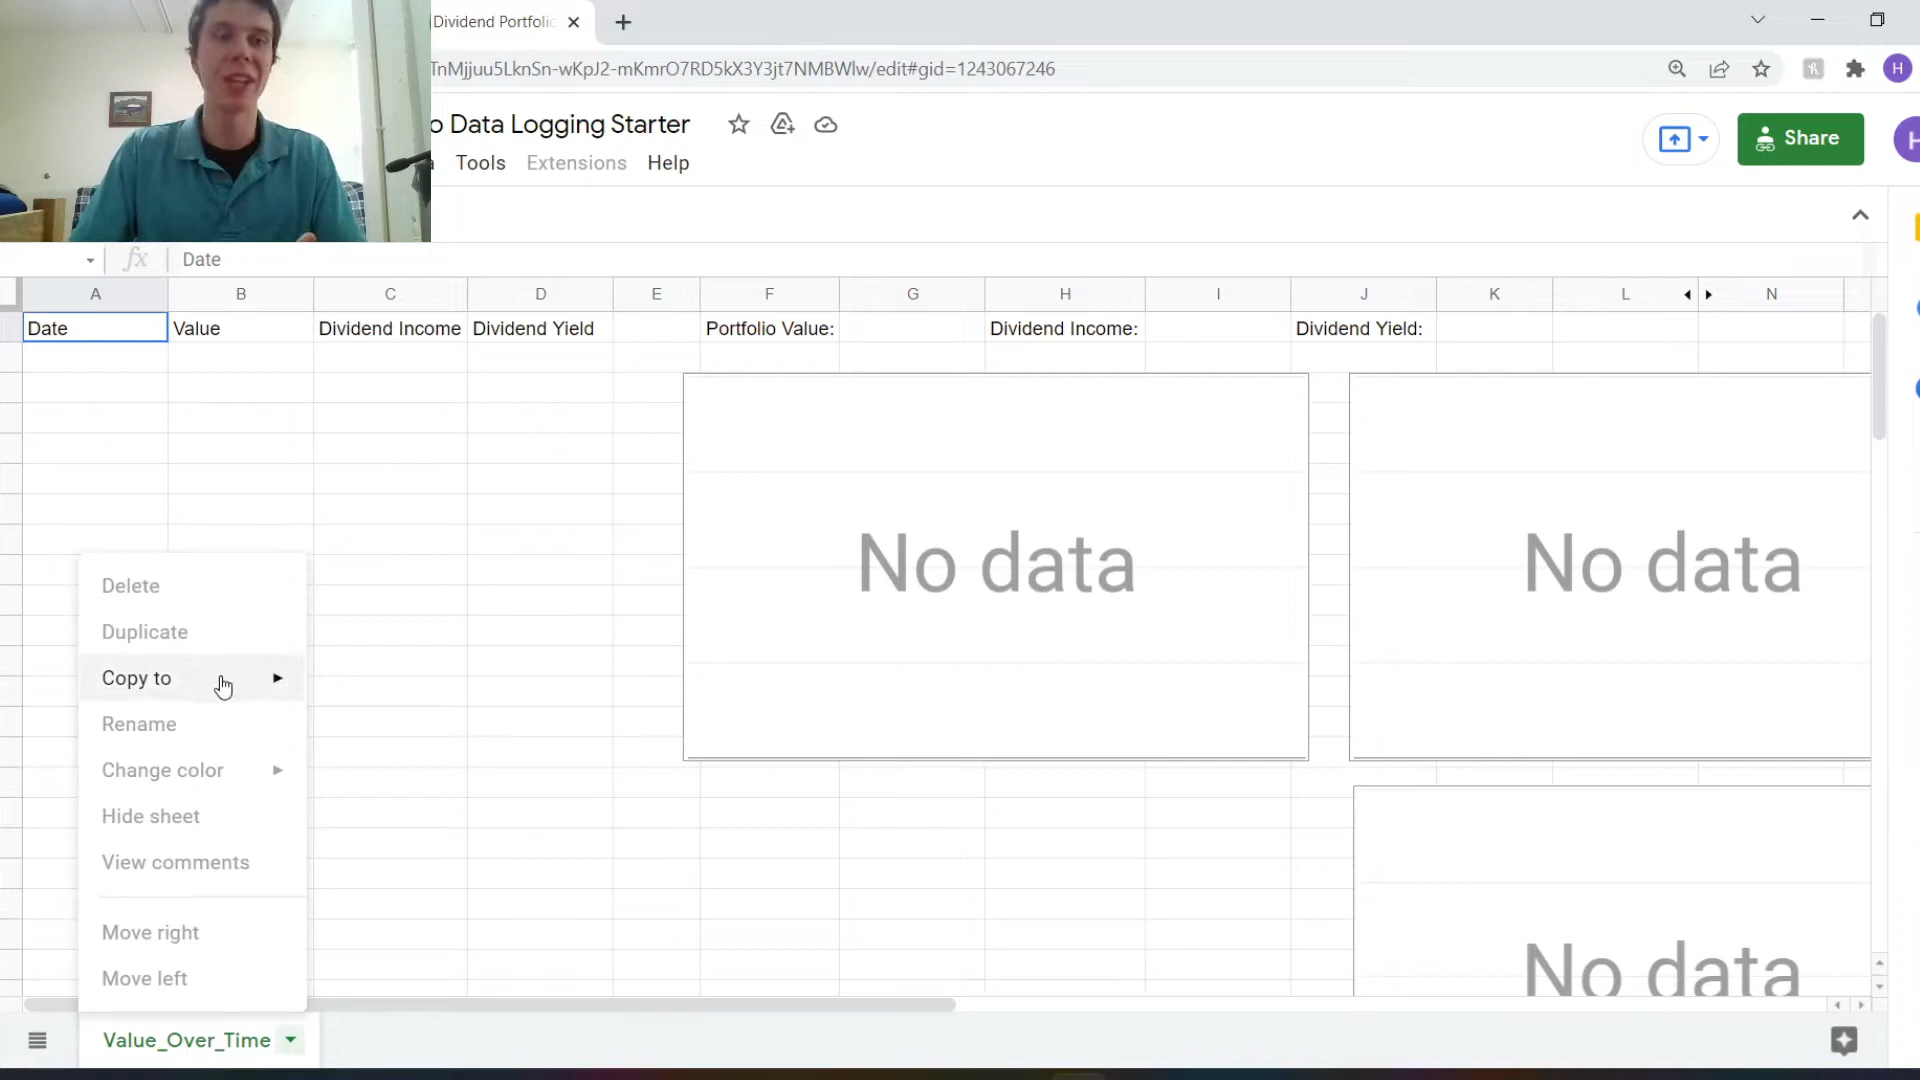 Dividend Portfolio
TnMjjuu5LknSn-wKpJ2-mKmrO7RD5kX3Y3jt7NMBWlw/edit#gid=1243067246
H
o Data Logging Starter
Share
H
Tools Extensions Help
fx Date
A B C D E F G H I J K L N
Date Value Dividend Income Dividend Yield Portfolio Value: Dividend Income: Dividend Yield:
No data No data
Delete
Duplicate
Copy to
Rename
Change color
Hide sheet
View comments
Move right
Move left
No data
Value_Over_Time